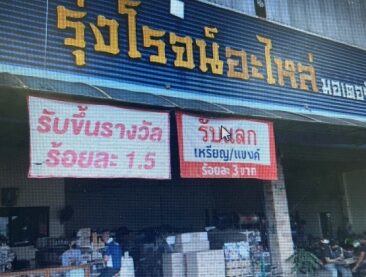 รุ่งโรจน์อะไหล่
รับขึ้นรางวัล
ร้อยละ 1.5
รับแลก
เหรียญ/แบงค์
ร้อยละ 3 บาท